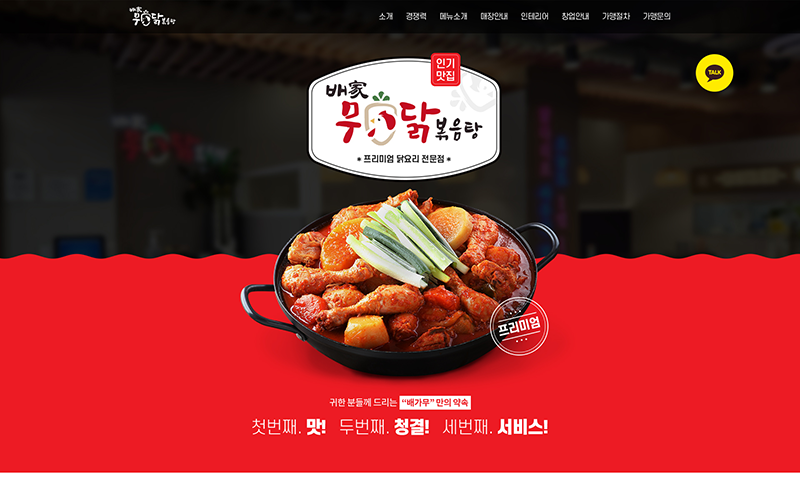 배家
무닭볶음탕
소개 경쟁력 메뉴소개 매장안내 인테리어 창업안내 가맹절차 가맹문의
TALK
인기
맛집
배家
무닭볶음탕
* 프리미엄 닭요리 전문점 *
프리미엄
귀한 분들께 드리는 "배가무" 만의 약속
첫번째. 맛! 두번째. 청결! 세번째. 서비스!